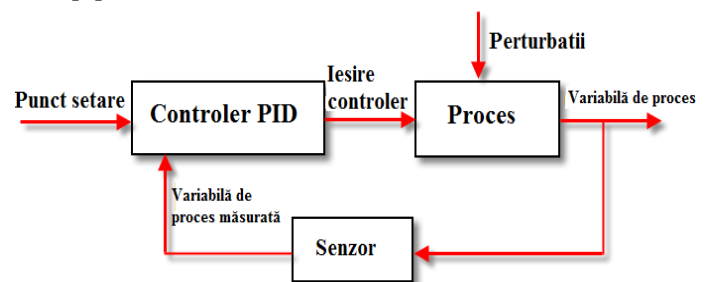 Perturbatii
Iesire
controler
Punct setare
Controler PID
Proces
Variabilă de proces
Variabilă de
proces măsurată
Senzor